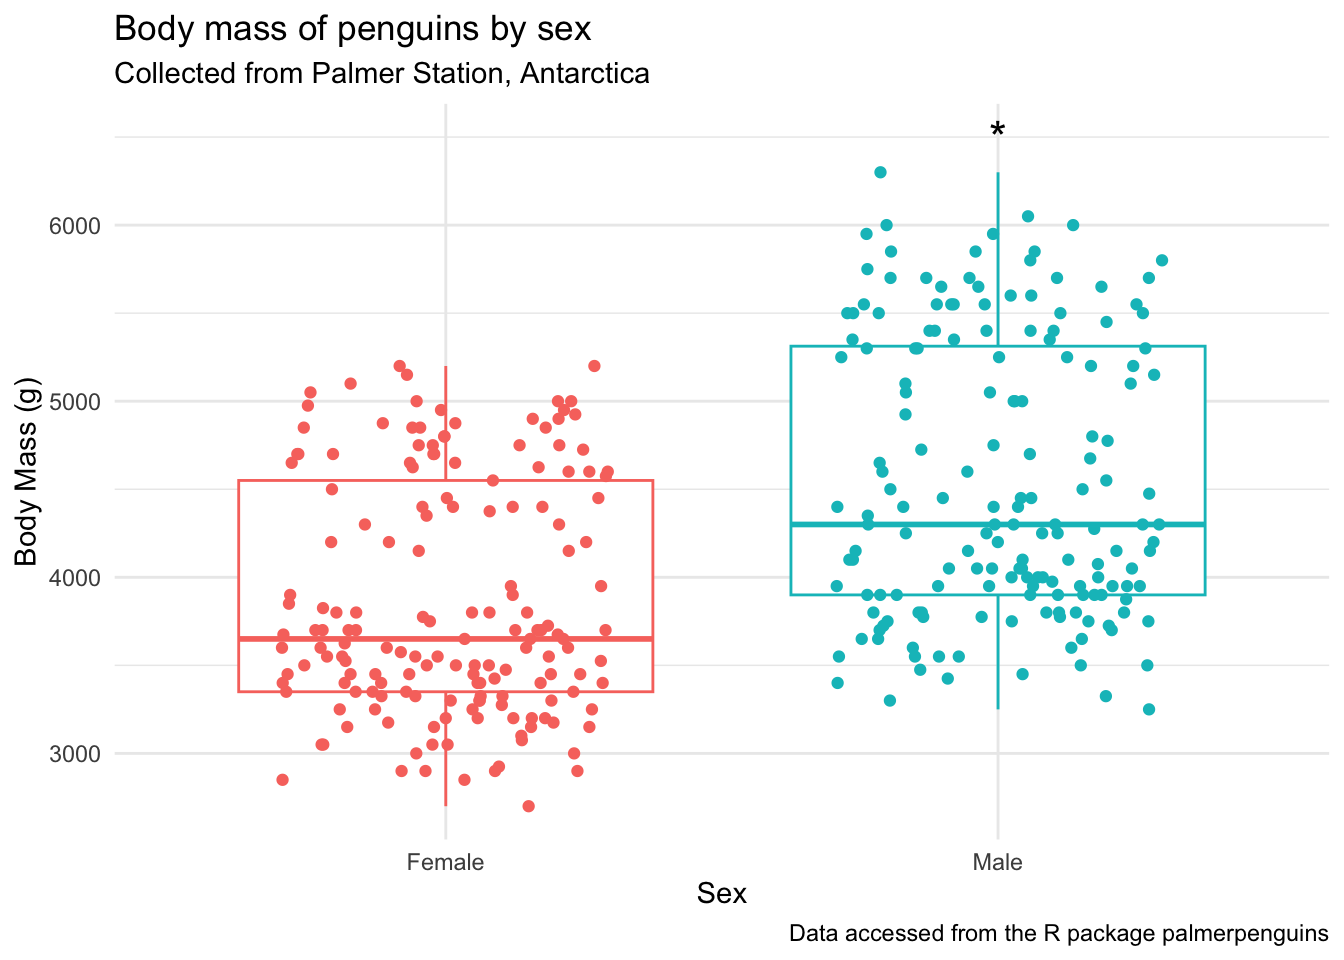 Body mass of penguins by sex
Collected from Palmer Station, Antarctica
*
6000
5000
4000
3000
Body Mass (g)
Female
Male
Sex
Data accessed from the R package palmerpenguins